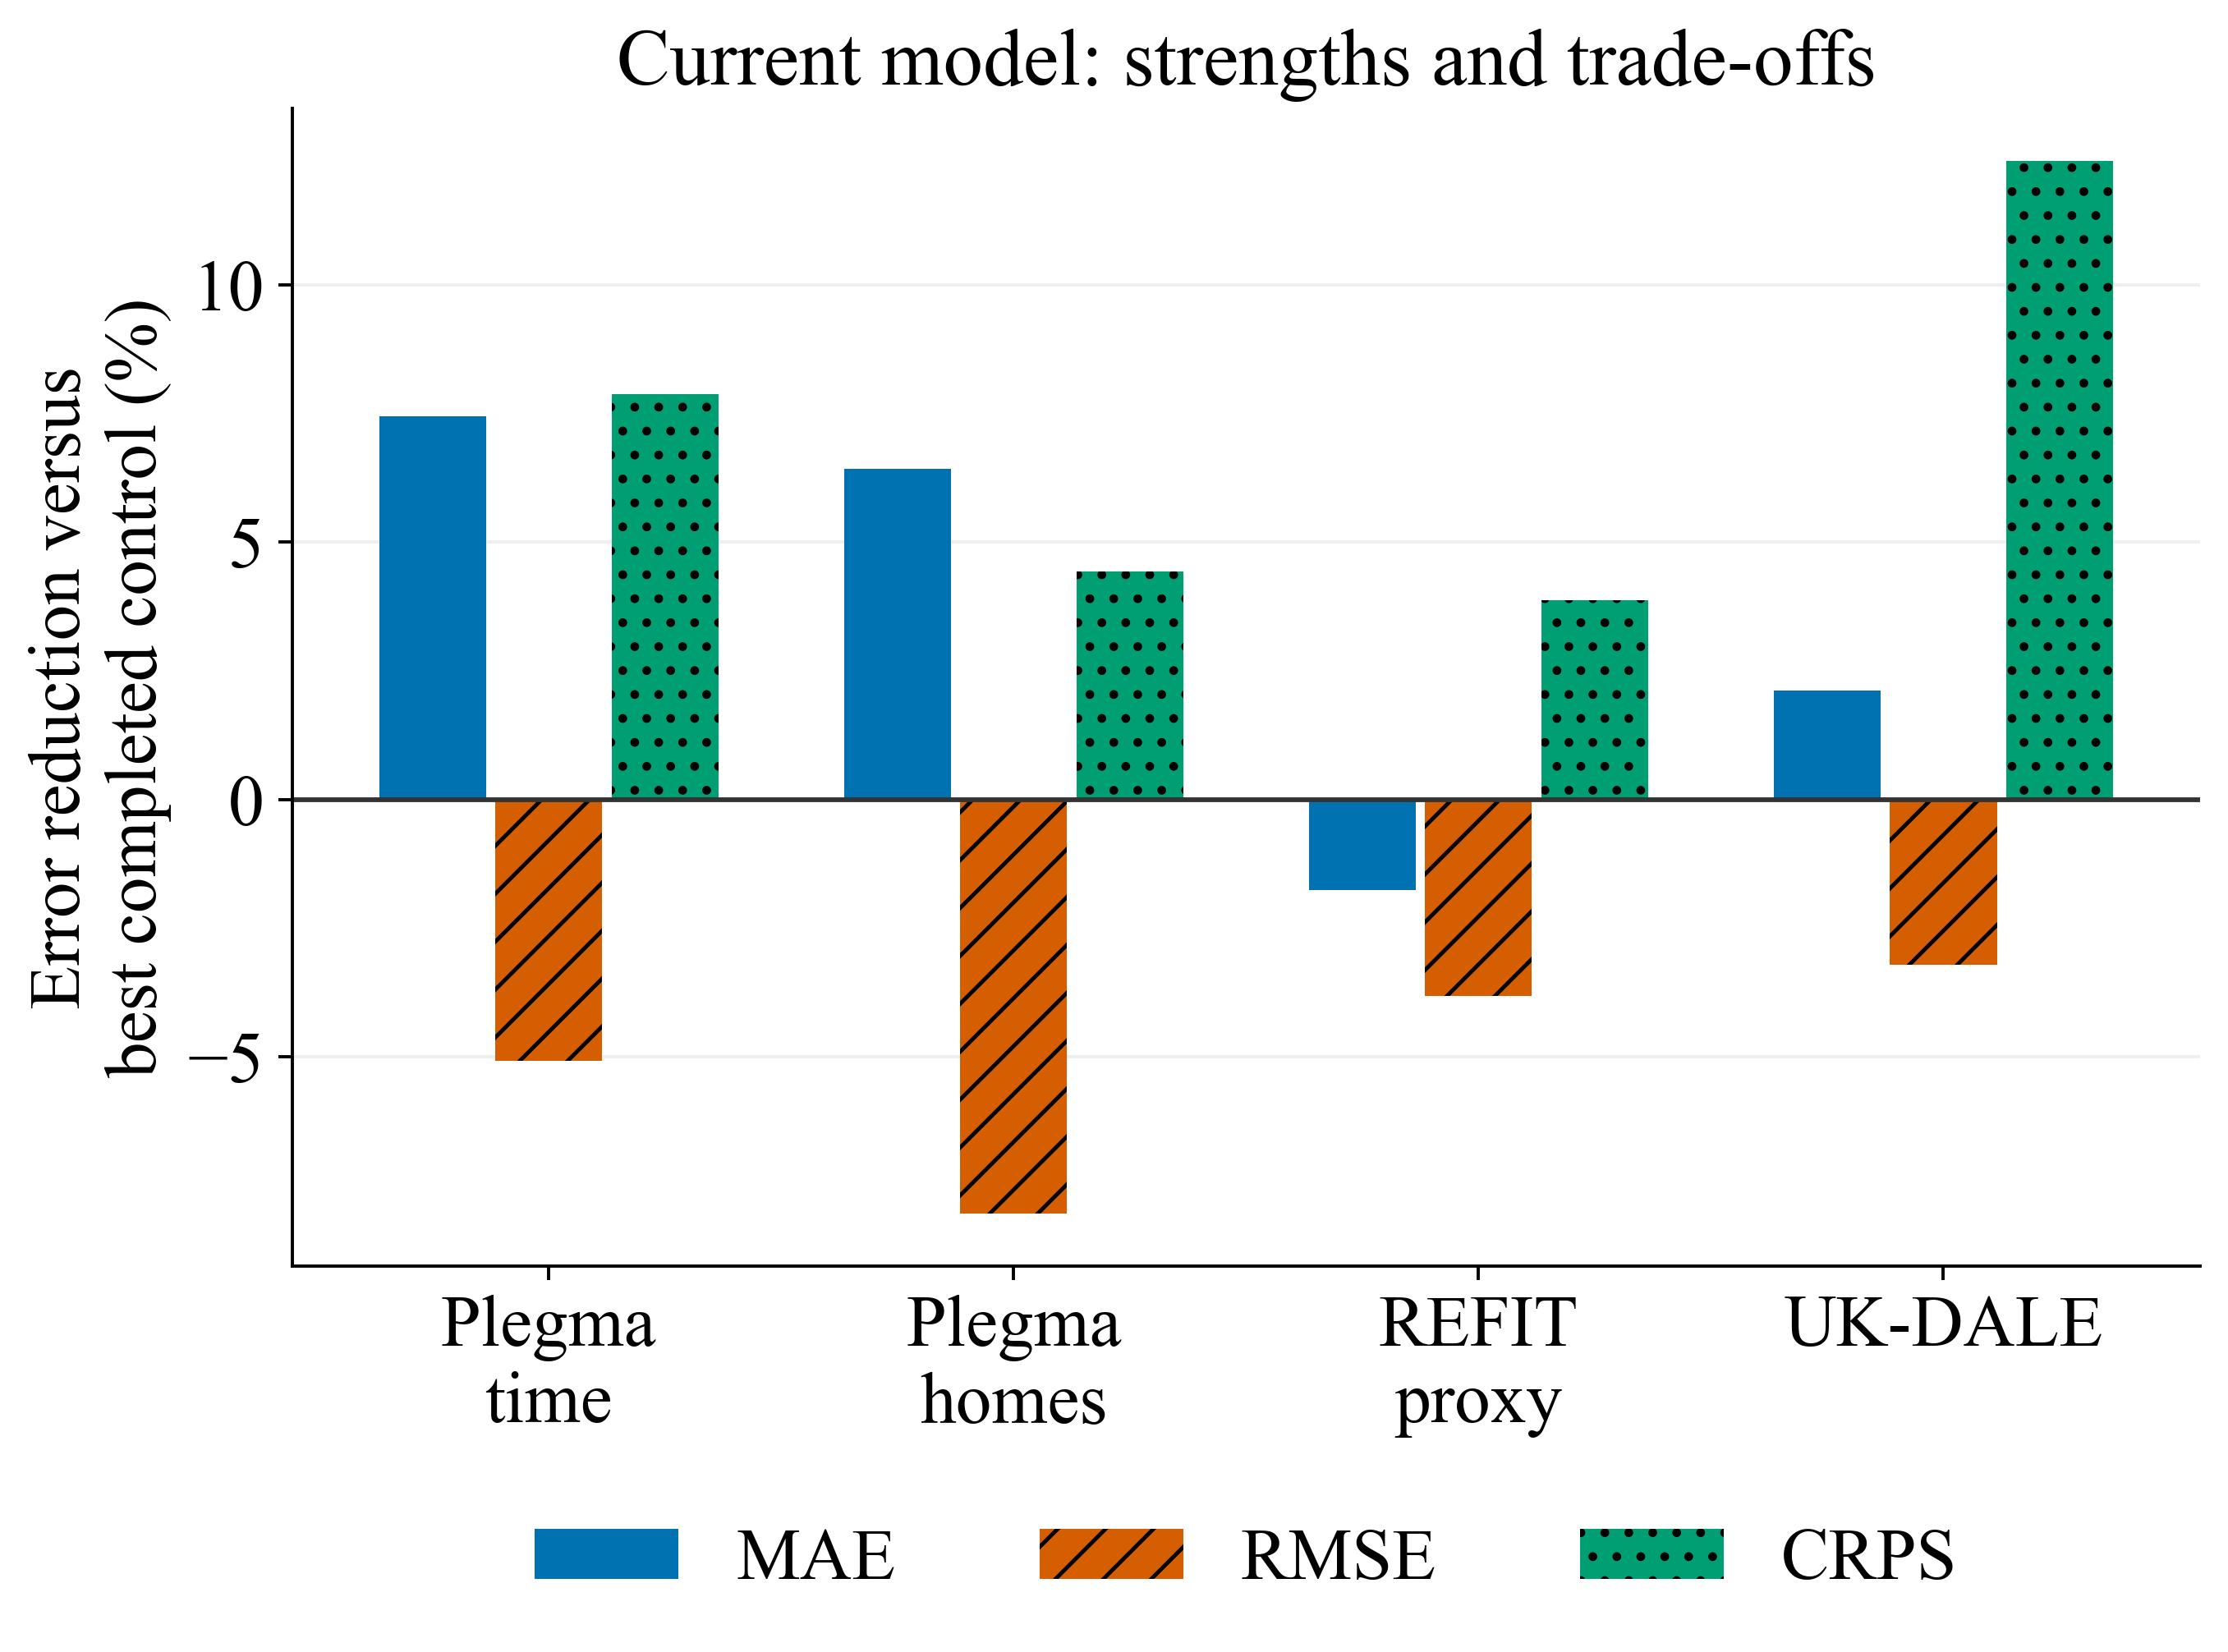 Current model: strengths and trade-offs
Error reduction versus
best completed control (%)
10
5
0
−5
Plegma
time
Plegma
homes
REFIT
proxy
UK-DALE
MAE
RMSE
CRPS